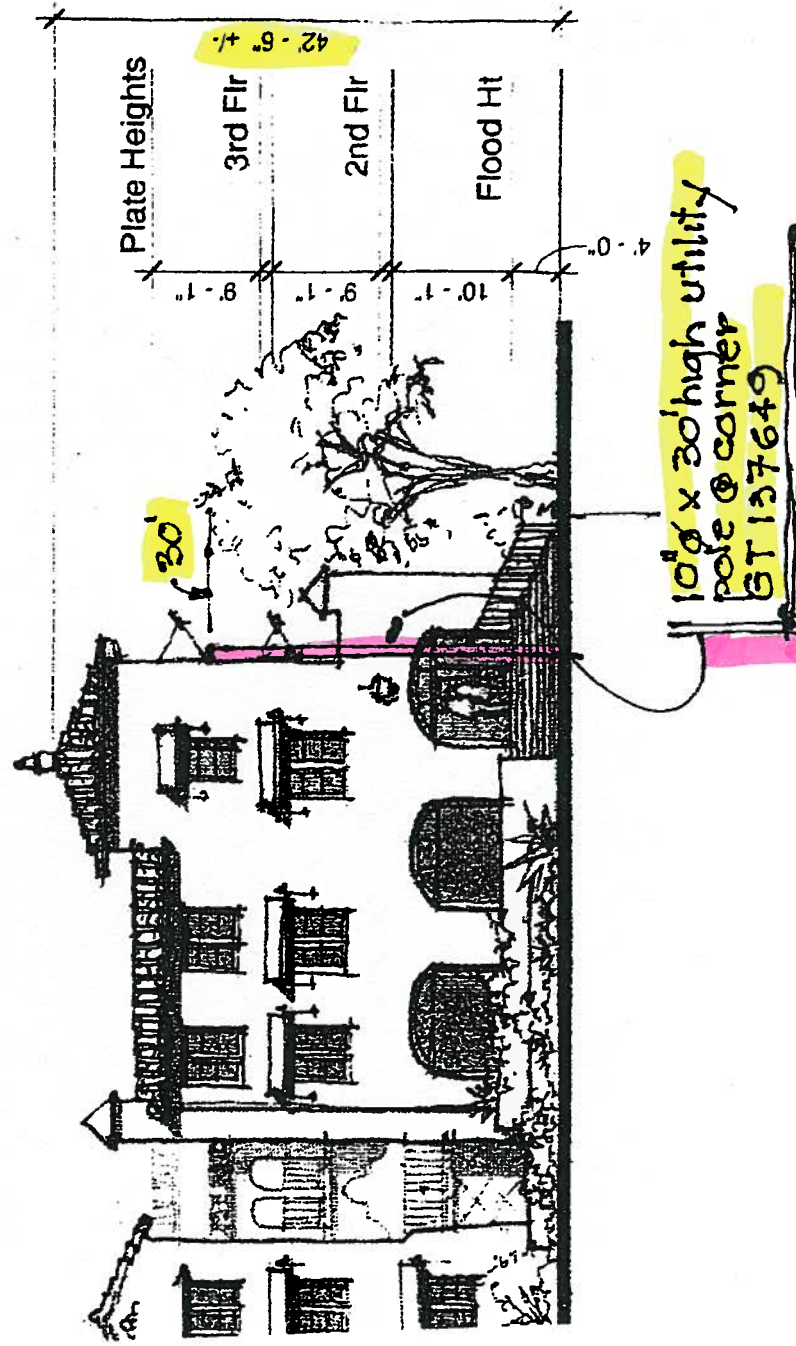 42' - 6" +/-
Plate Heights
3rd Flr
2nd Flr
Flood Ht
9' - 1"
9' - 1"
10' - 1"
4' - 0"
30'
10"ø x 30' high utility
pole @ corner
GT 137649